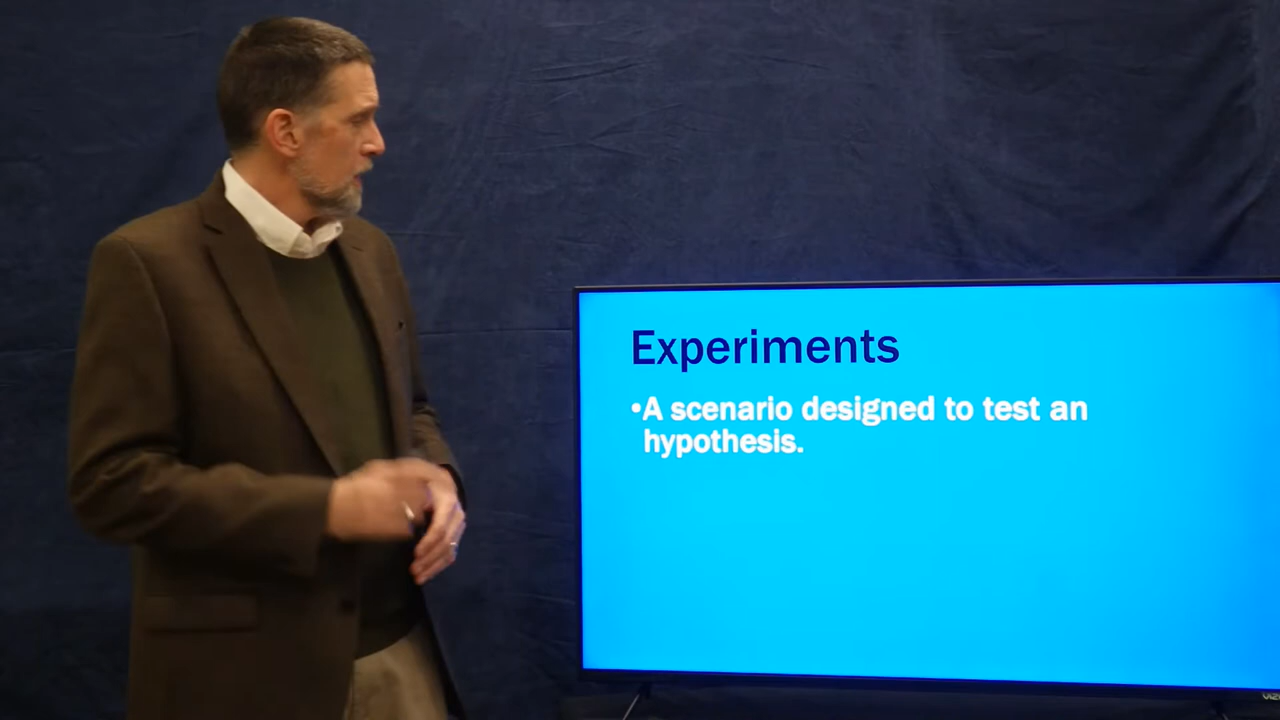 Experiments
•A scenario designed to test an
hypothesis.